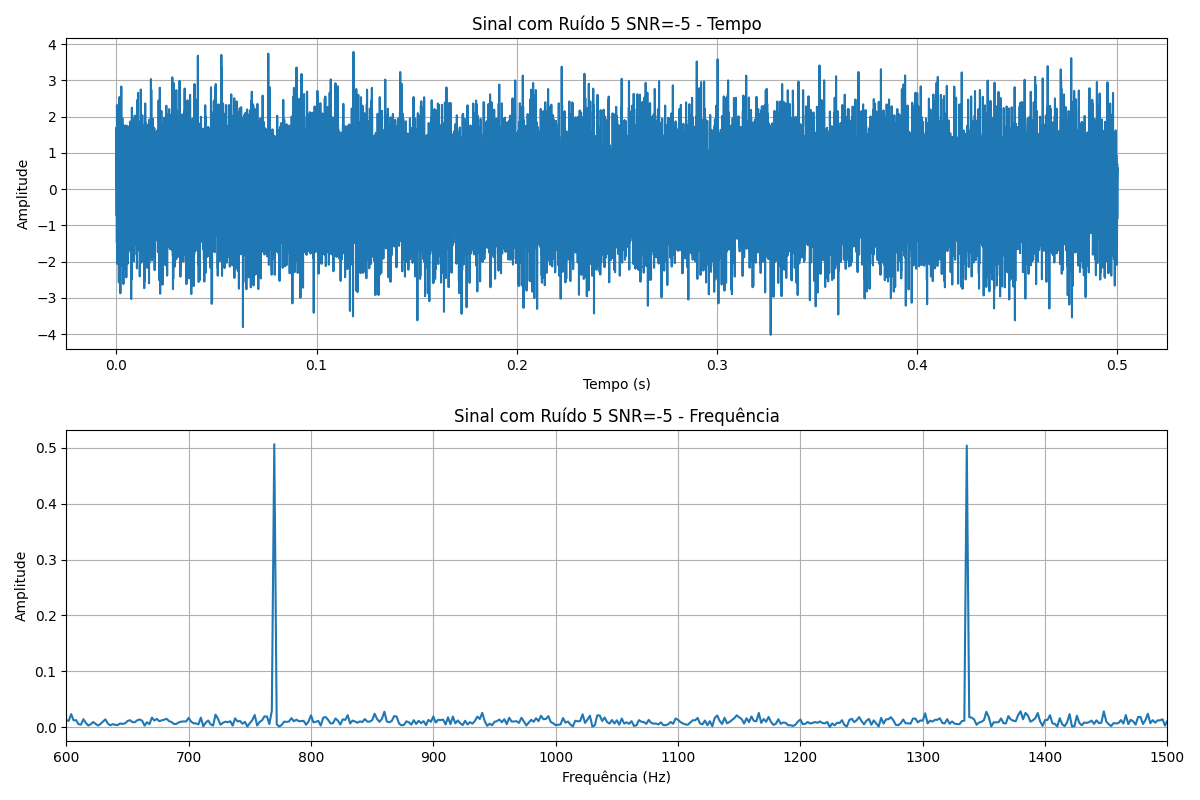 Sinal com Ruído 5 SNR=-5 - Tempo
4
3
2
1
0
−1
−2
−3
−4
Amplitude
0.0 0.1 0.2 0.3 0.4 0.5
Tempo (s)
Sinal com Ruído 5 SNR=-5 - Frequência
0.5
0.4
0.3
0.2
0.1
0.0
Amplitude
600 700 800 900 1000 1100 1200 1300 1400 1500
Frequência (Hz)